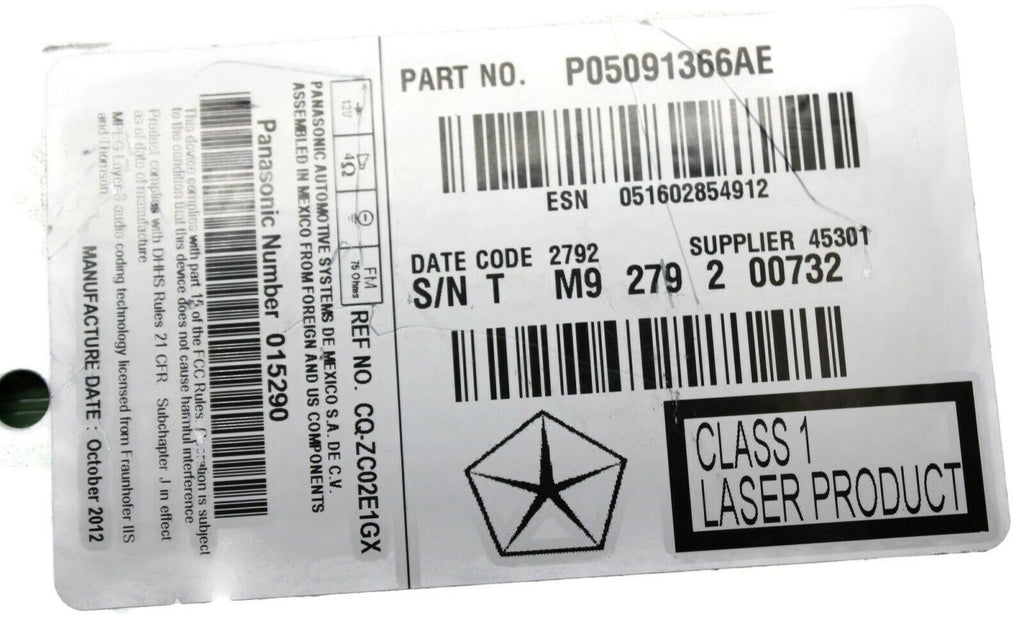 PART NO. P05091366AE
ESN 051602854912
DATE CODE 2792 SUPPLIER 45301
S/N T M9 279 2 00732
CLASS 1
LASER PRODUCT
12V
4Ω
FM
75 Ohms
REF NO. CQ-ZC02E1GX
PANASONIC AUTOMOTIVE SYSTEMS DE MEXICO S.A. DE C.V.
ASSEMBLED IN MEXICO FROM FOREIGN AND US COMPONENTS
Panasonic Number 015290
This device complies with part 15 of the FCC Rules. Operation is subject
to the condition that this device does not cause harmful interference.
Product complies with DHHS Rules 21 CFR Subchapter J in effect
as of date of manufacture
MPEG Layer-3 audio coding technology licensed from Fraunhofer IIS
and Thomson.
MANUFACTURE DATE : October 2012